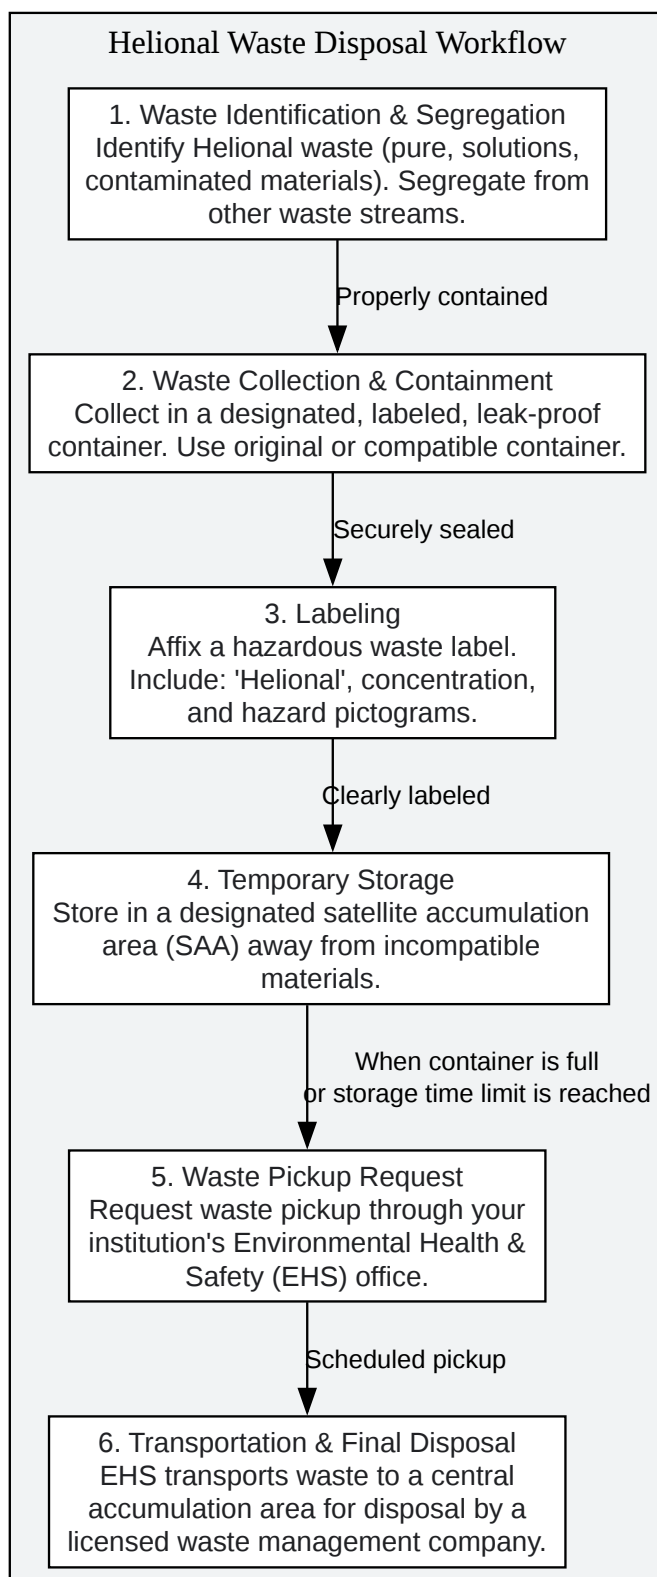 Helional Waste Disposal Workflow
1. Waste Identification & Segregation
Identify Helional waste (pure, solutions,
contaminated materials). Segregate from
other waste streams.
Properly contained
2. Waste Collection & Containment
Collect in a designated, labeled, leak-proof
container. Use original or compatible container.
Securely sealed
3. Labeling
Affix a hazardous waste label.
Include: 'Helional', concentration,
and hazard pictograms.
Clearly labeled
4. Temporary Storage
Store in a designated satellite accumulation
area (SAA) away from incompatible
materials.
When container is full
or storage time limit is reached
5. Waste Pickup Request
Request waste pickup through your
institution's Environmental Health &
Safety (EHS) office.
Scheduled pickup
6. Transportation & Final Disposal
EHS transports waste to a central
accumulation area for disposal by a
licensed waste management company.